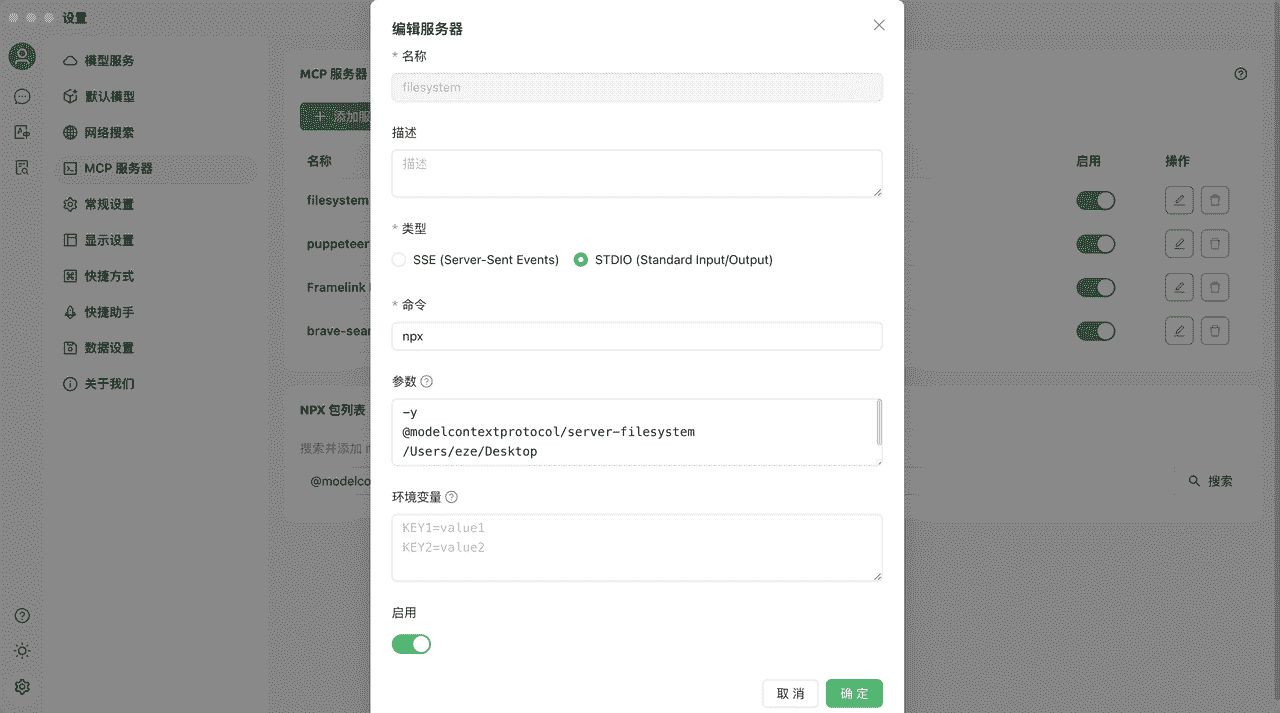 设置
模型服务
默认模型
网络搜索
MCP 服务器
常规设置
显示设置
快捷方式
快捷助手
数据设置
关于我们
MCP 服务器
添加服
名称
启用
操作
filesystem
puppeteer
Framelink
brave-sear
NPX 包列表
搜索并添加
@modelco
搜索
编辑服务器
* 名称
filesystem
描述
描述
* 类型
SSE (Server-Sent Events)
STDIO (Standard Input/Output)
* 命令
npx
参数
-y
@modelcontextprotocol/server-filesystem
/Users/eze/Desktop
环境变量
KEY1=value1
KEY2=value2
启用
取 消
确 定